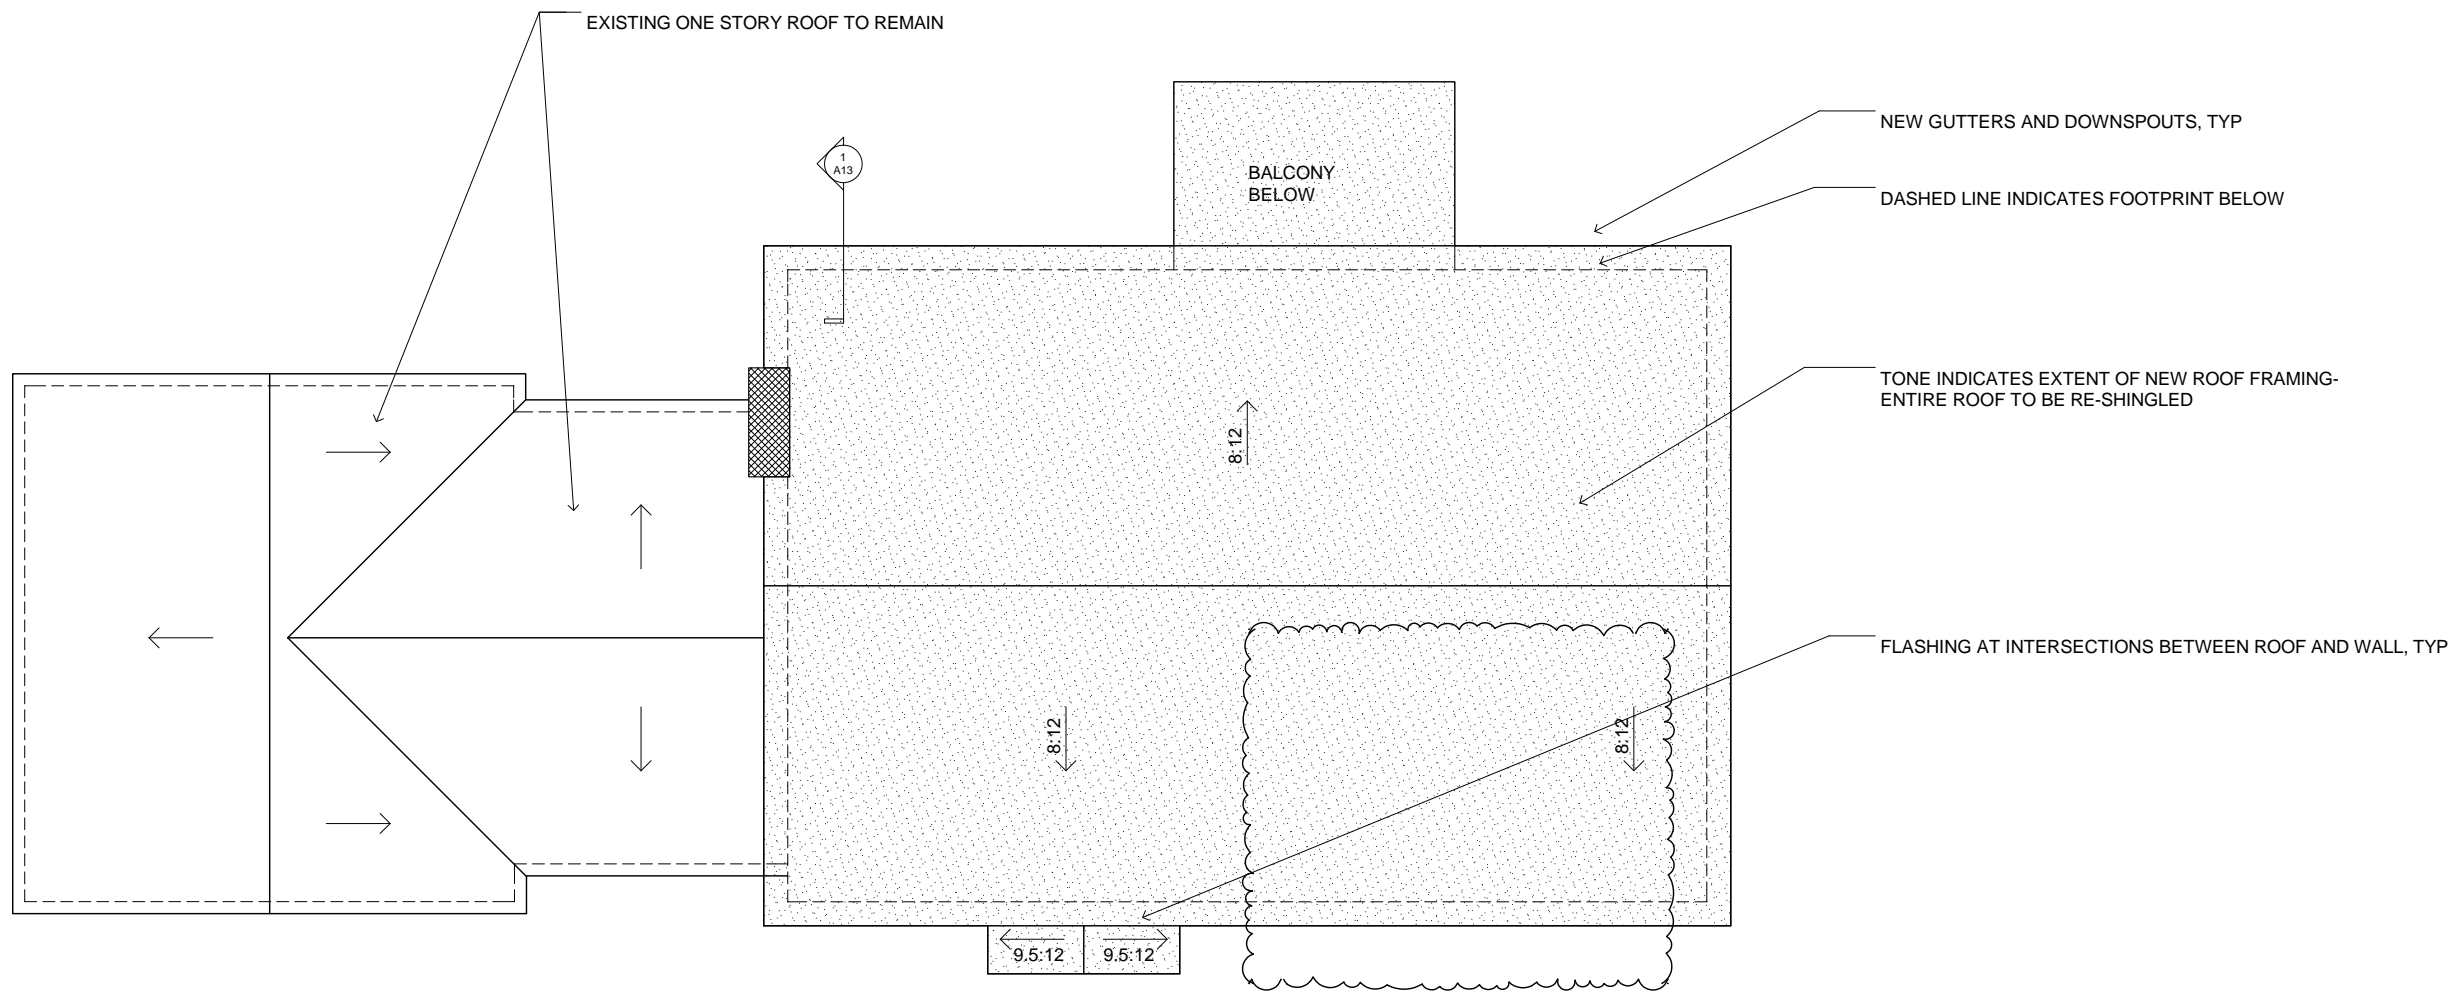 EXISTING ONE STORY ROOF TO REMAIN
NEW GUTTERS AND DOWNSPOUTS, TYP
1
A13
BALCONY
BELOW
DASHED LINE INDICATES FOOTPRINT BELOW
TONE INDICATES EXTENT OF NEW ROOF FRAMING-
ENTIRE ROOF TO BE RE-SHINGLED
8:12
FLASHING AT INTERSECTIONS BETWEEN ROOF AND WALL, TYP
8:12
8:12
9.5:12
9.5:12